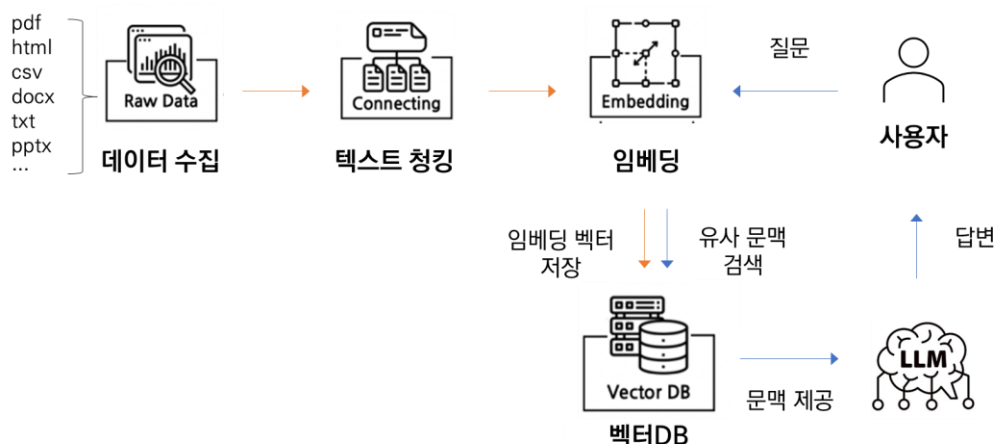 pdf
html
csv
docx
txt
pptx
...
Raw Data
데이터 수집
Connecting
텍스트 청킹
Embedding
임베딩
질문
사용자
임베딩 벡터
저장
유사 문맥
검색
답변
Vector DB
벡터DB
문맥 제공
LLM